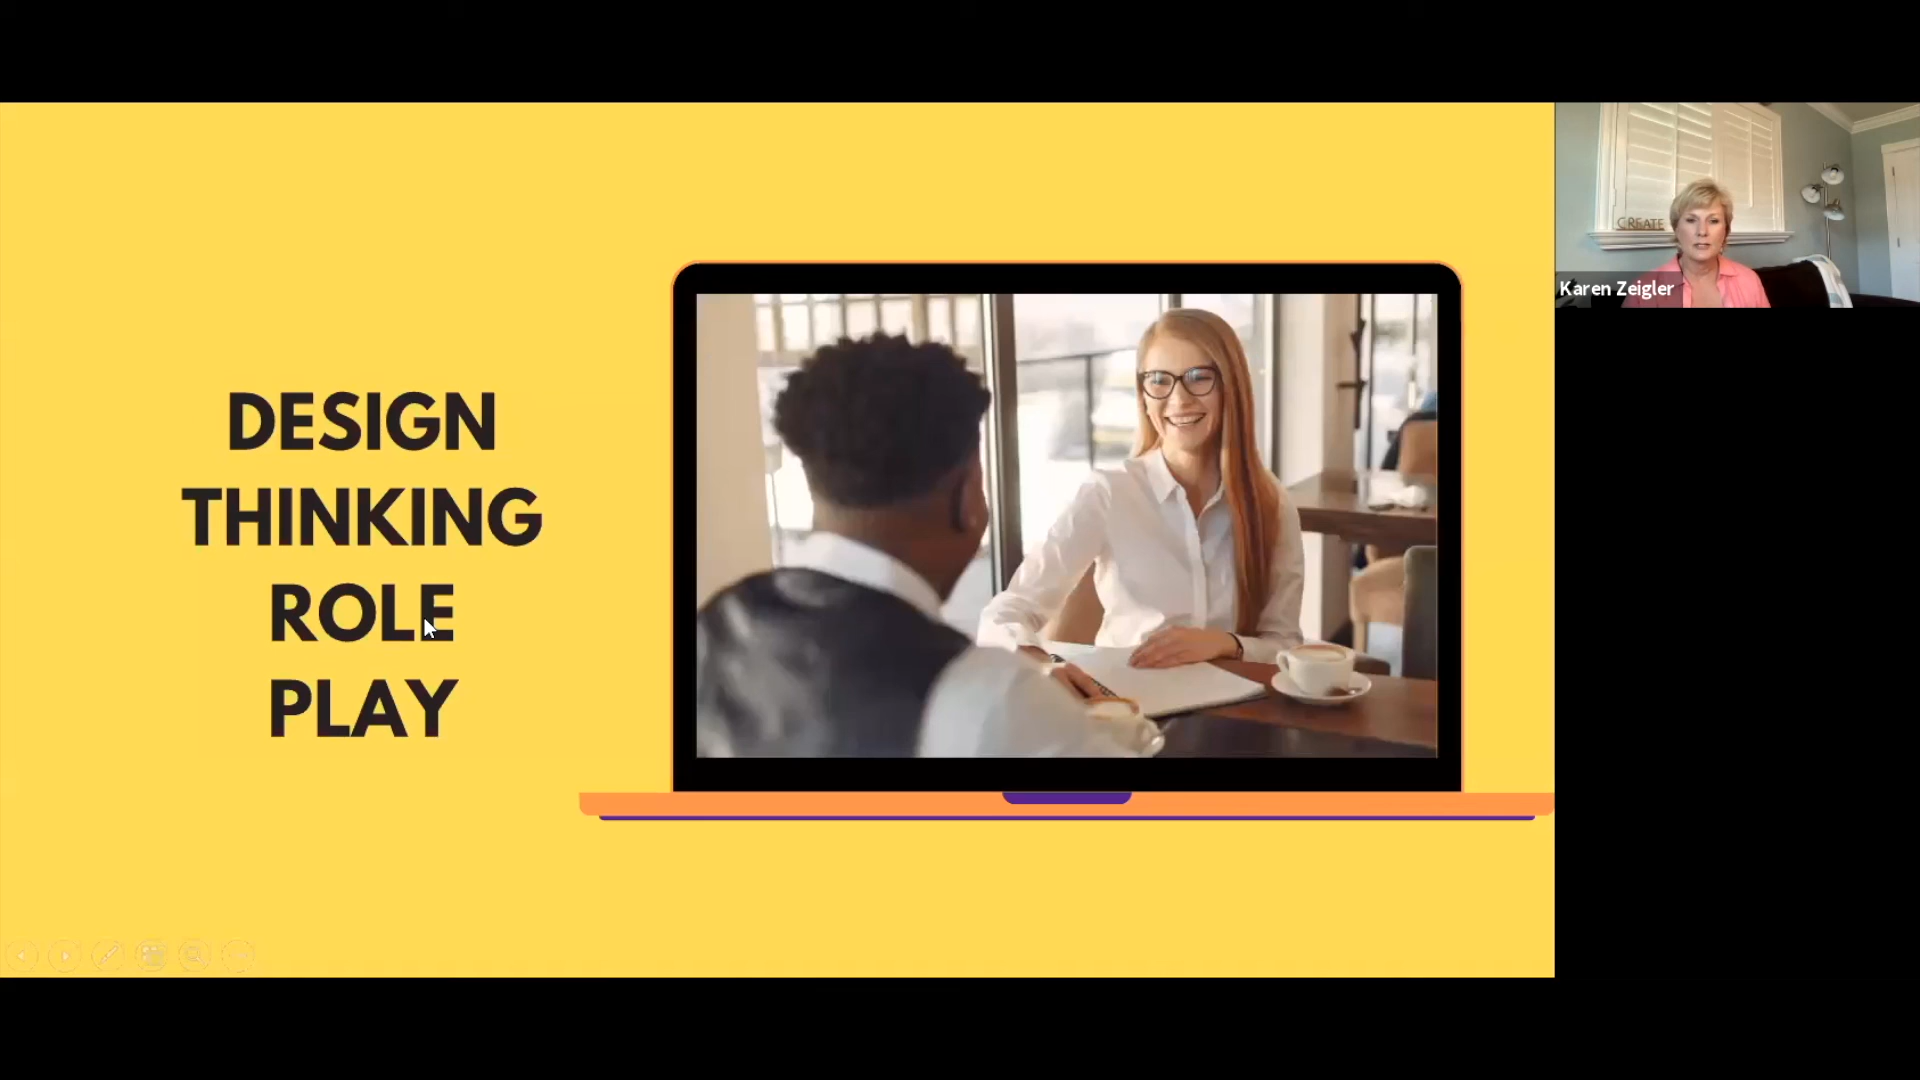 DESIGN
THINKING
ROLE
PLAY
CREATE
Karen Zeigler